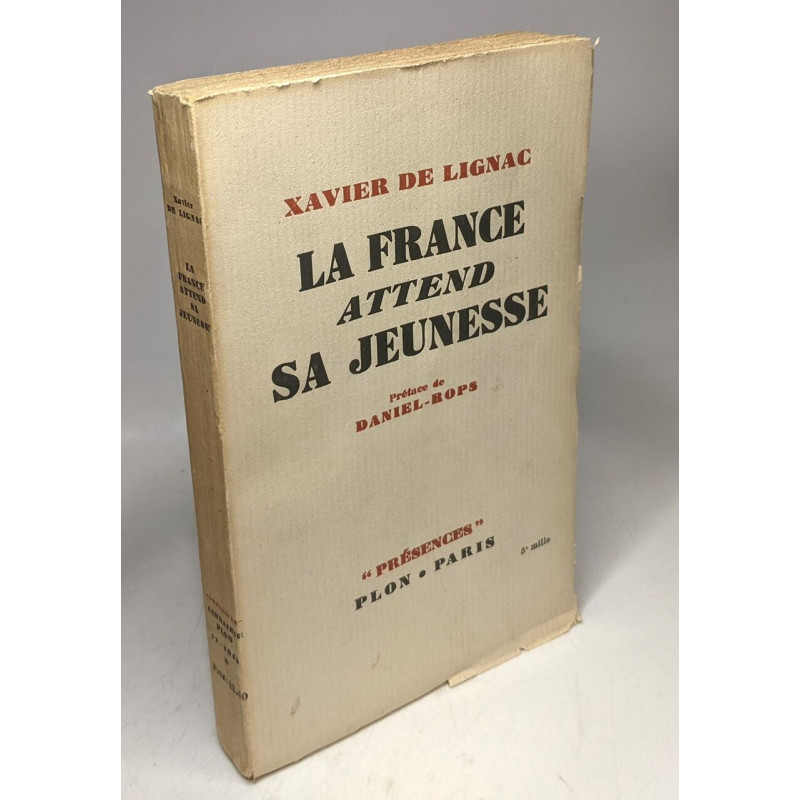 XAVIER DE LIGNAC
LA FRANCE
ATTEND
SA JEUNESSE
Préface de
DANIEL-ROPS
"PRÉSENCES"
PLON • PARIS
5e mille
Xavier
DE LIGNAC
LA
FRANCE
ATTEND
SA
JEUNESSE
PLON